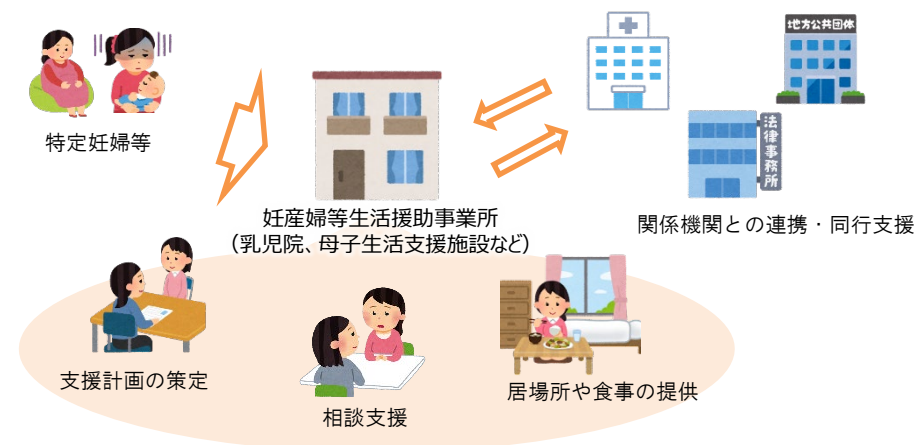 地方公共団体
特定妊婦等
法律事務所
妊産婦等生活援助事業所
（乳児院、母子生活支援施設など）
関係機関との連携・同行支援
支援計画の策定
相談支援
居場所や食事の提供